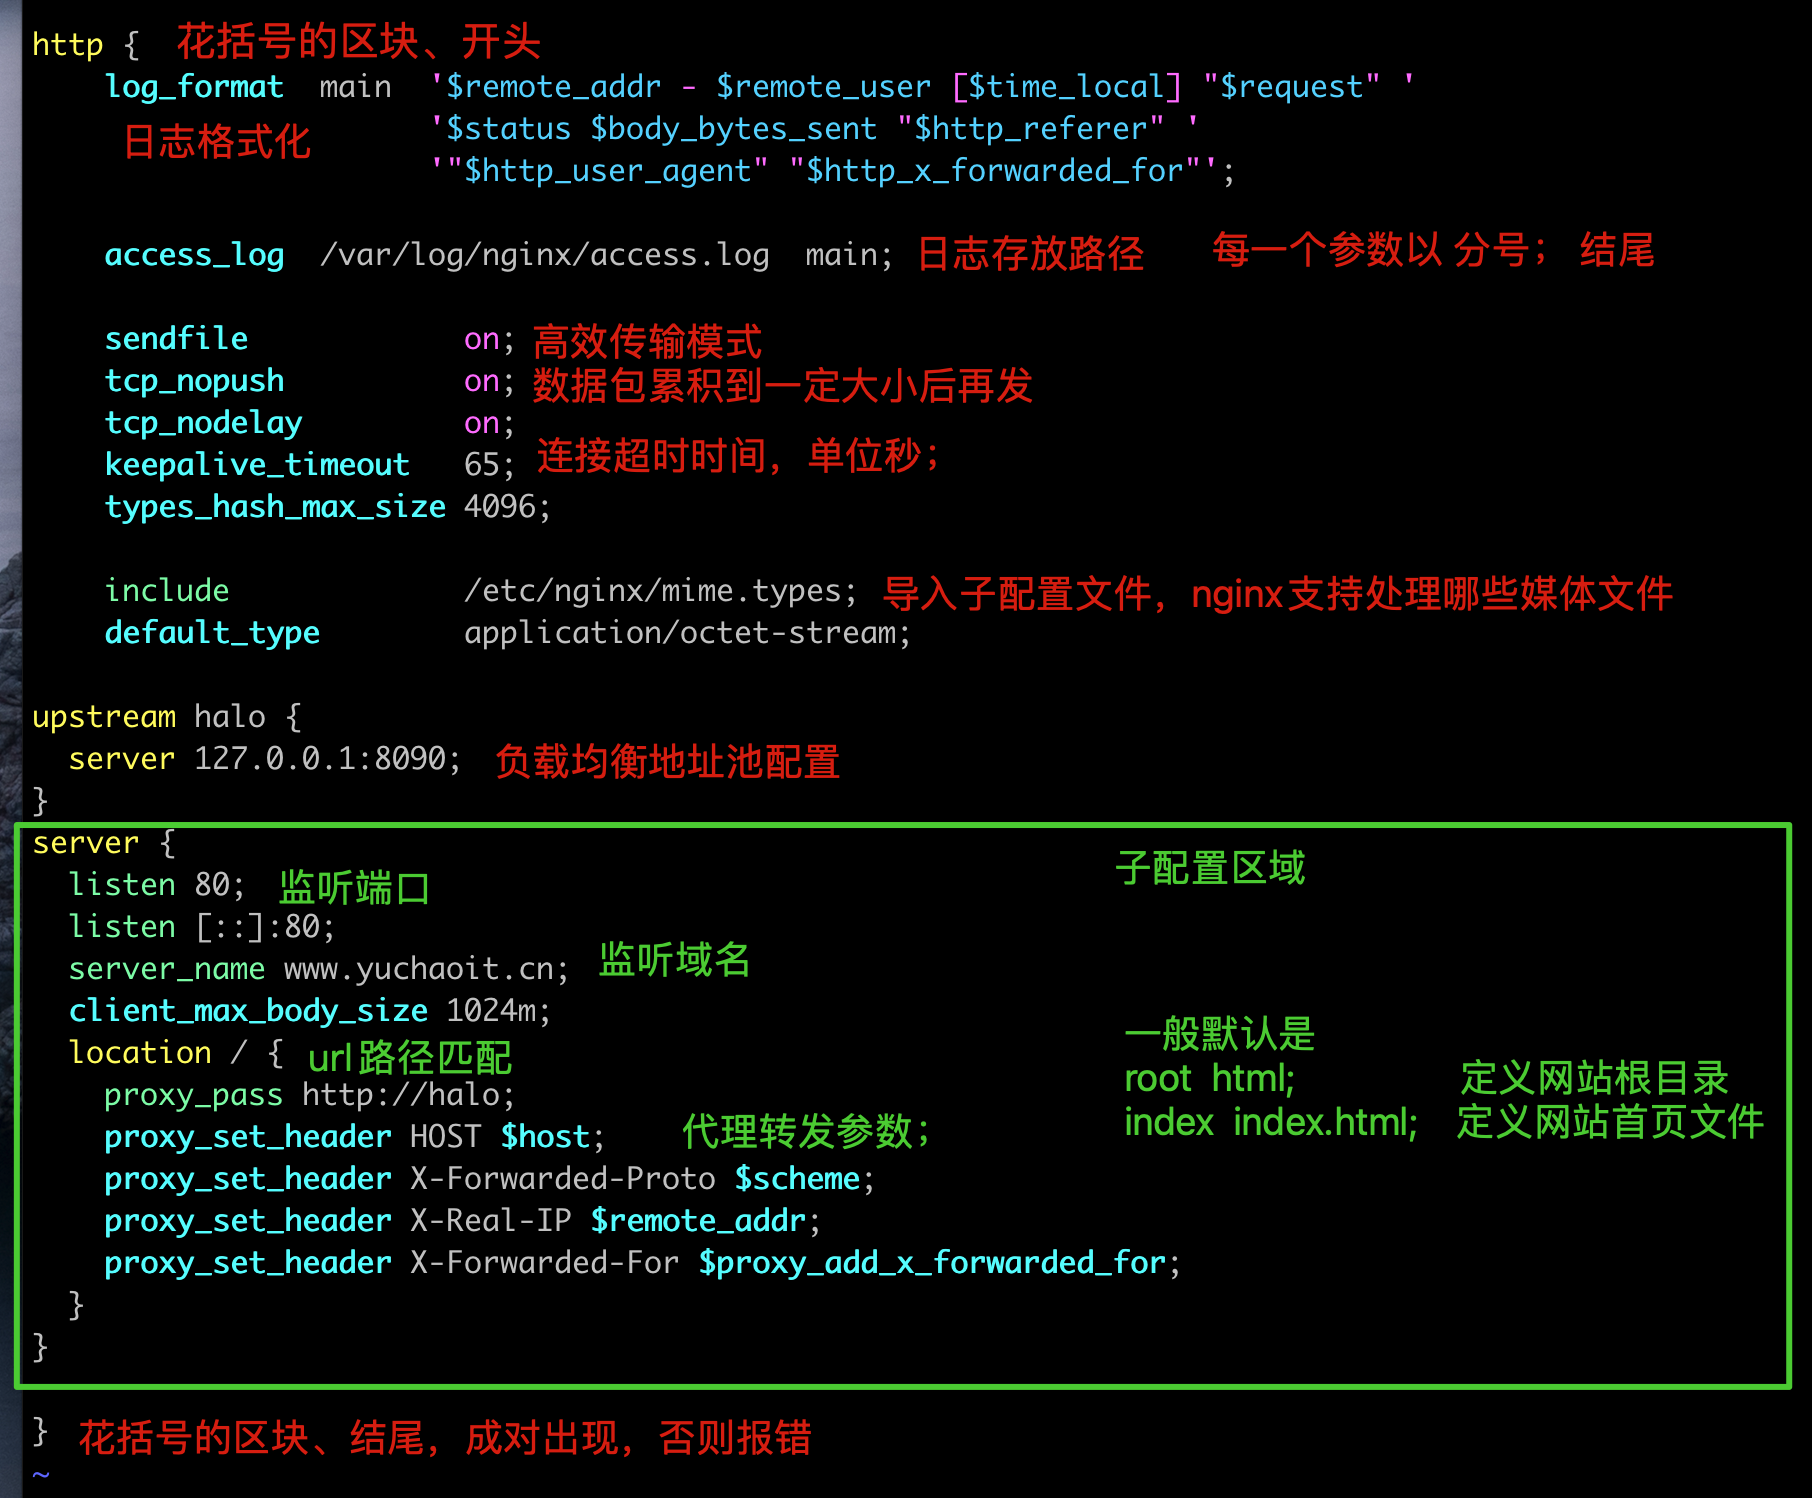 http { 花括号的区块、开头
log_format main '$remote_addr - $remote_user [$time_local] "$request" '
日志格式化 '$status $body_bytes_sent "$http_referer" '
'"$http_user_agent" "$http_x_forwarded_for"';
access_log /var/log/nginx/access.log main; 日志存放路径 每一个参数以 分号； 结尾
sendfile on; 高效传输模式
tcp_nopush on; 数据包累积到一定大小后再发
tcp_nodelay on;
keepalive_timeout 65; 连接超时时间，单位秒；
types_hash_max_size 4096;
include /etc/nginx/mime.types; 导入子配置文件，nginx支持处理哪些媒体文件
default_type application/octet-stream;
upstream halo {
server 127.0.0.1:8090; 负载均衡地址池配置
}
server {
子配置区域
listen 80; 监听端口
listen [::]:80;
server_name www.yuchaoit.cn; 监听域名
client_max_body_size 1024m;
一般默认是
location / { url路径匹配
root html; 定义网站根目录
proxy_pass http://halo;
index index.html; 定义网站首页文件
proxy_set_header HOST $host; 代理转发参数；
proxy_set_header X-Forwarded-Proto $scheme;
proxy_set_header X-Real-IP $remote_addr;
proxy_set_header X-Forwarded-For $proxy_add_x_forwarded_for;
}
}
} 花括号的区块、结尾，成对出现，否则报错
~